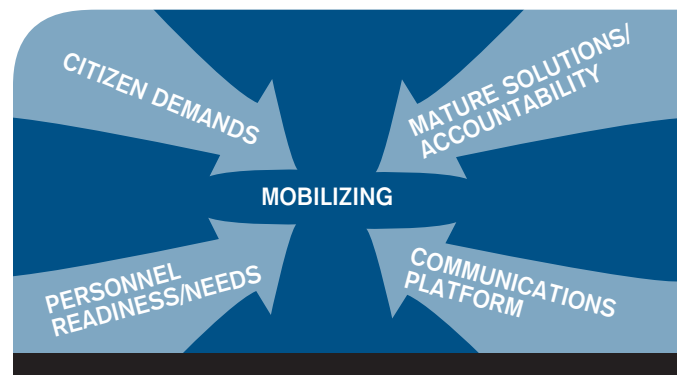 CITIZEN DEMANDS
MATURE SOLUTIONS/
ACCOUNTABILITY
MOBILIZING
PERSONNEL
READINESS/NEEDS
COMMUNICATIONS
PLATFORM